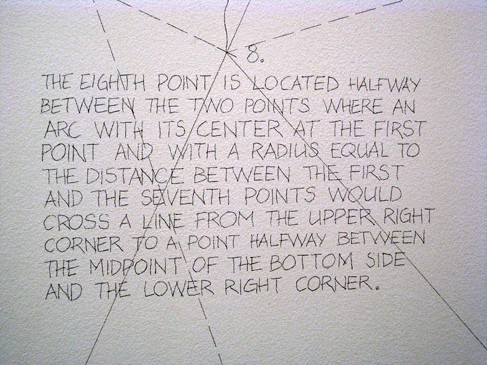 8.
THE EIGHTH POINT IS LOCATED HALFWAY
BETWEEN THE TWO POINTS WHERE AN
ARC WITH ITS CENTER AT THE FIRST
POINT AND WITH A RADIUS EQUAL TO
THE DISTANCE BETWEEN THE FIRST
AND THE SEVENTH POINTS WOULD
CROSS A LINE FROM THE UPPER RIGHT
CORNER TO A POINT HALFWAY BETWEEN
THE MIDPOINT OF THE BOTTOM SIDE
AND THE LOWER RIGHT CORNER.